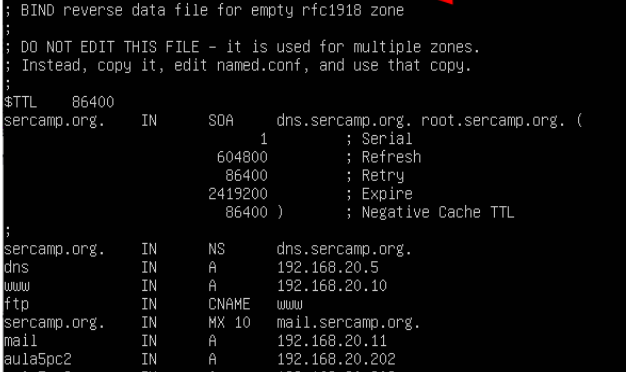 ; BIND reverse data file for empty rfc1918 zone
;
; DO NOT EDIT THIS FILE - it is used for multiple zones.
; Instead, copy it, edit named.conf, and use that copy.
;
$TTL 86400
sercamp.org. IN SOA dns.sercamp.org. root.sercamp.org. (
1 ; Serial
604800 ; Refresh
86400 ; Retry
2419200 ; Expire
86400 ) ; Negative Cache TTL
;
sercamp.org. IN NS dns.sercamp.org.
dns IN A 192.168.20.5
www IN A 192.168.20.10
ftp IN CNAME www
sercamp.org. IN MX 10 mail.sercamp.org.
mail IN A 192.168.20.11
aula5pc2 IN A 192.168.20.202